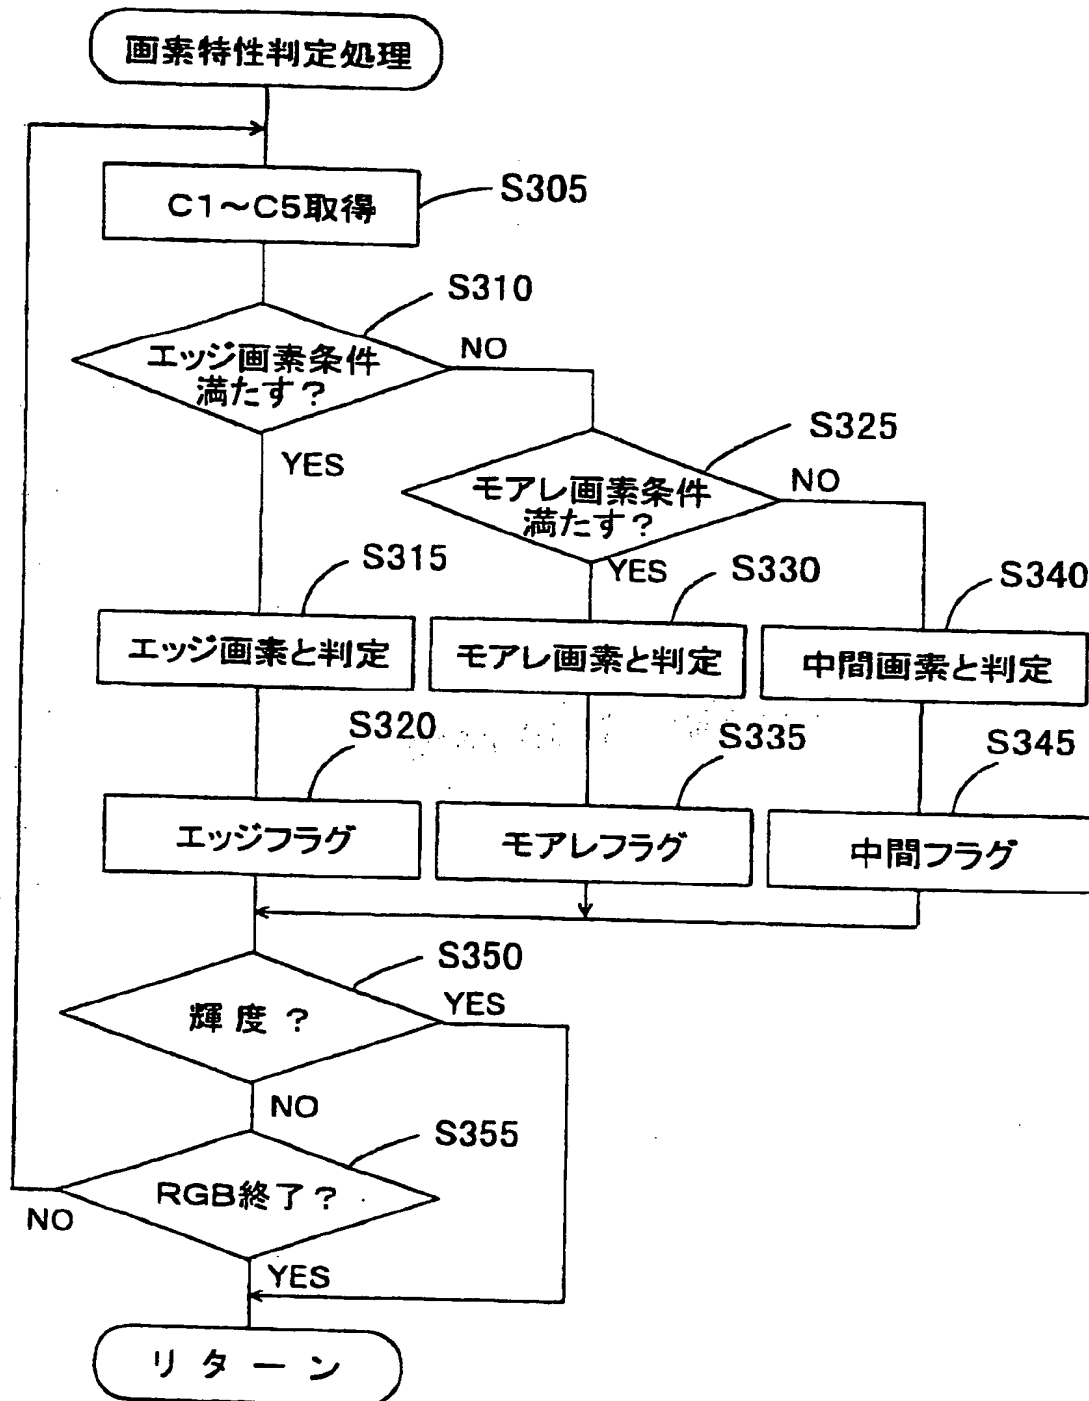 画素特性判定処理
C1～C5取得
S305
S310
エッジ画素条件
満たす？
NO
YES
S325
モアレ画素条件
満たす？
NO
YES
S315
S330
S340
エッジ画素と判定
モアレ画素と判定
中間画素と判定
S320
S335
S345
エッジフラグ
モアレフラグ
中間フラグ
S350
輝度？
YES
NO
S355
RGB終了？
NO
YES
リターン